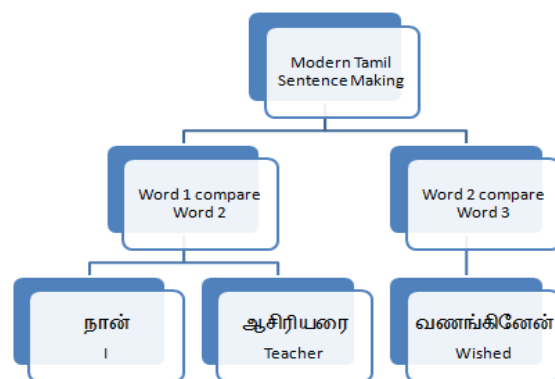 Modern Tamil
Sentence Making
Word 1 compare
Word 2
Word 2 compare
Word 3
நான்
I
ஆசிரியரை
Teacher
வணங்கினேன்
Wished